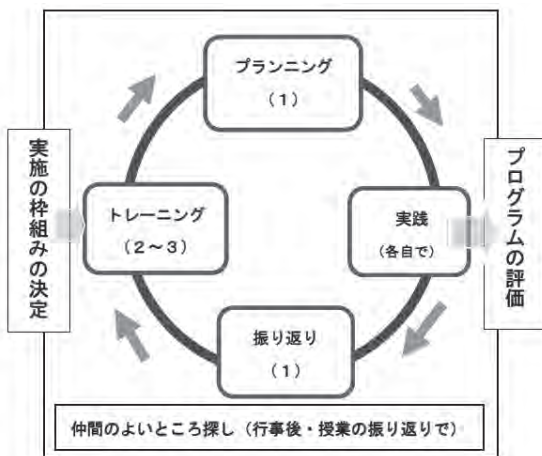 プランニング
(1)
実施の枠組みの決定
トレーニング
(2～3)
実践
(各自で)
プログラムの評価
振り返り
(1)
仲間のよいところ探し（行事後・授業の振り返りで）